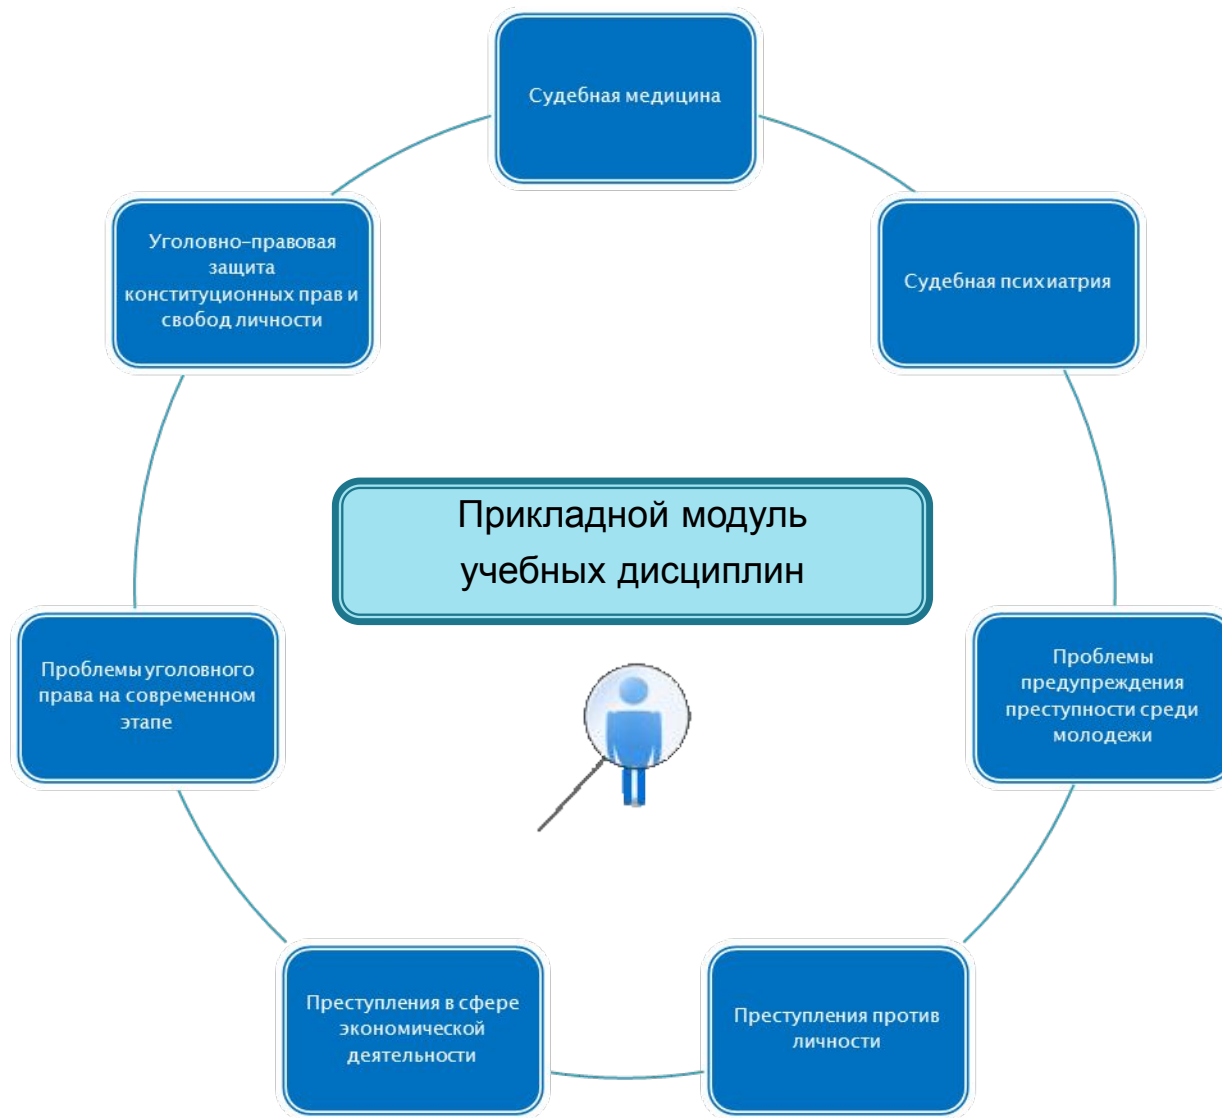 Судебная медицина
Судебная психиатрия
Проблемы
предупреждения
преступности среди
молодежи
Преступления против
личности
Преступления в сфере
экономической
деятельности
Проблемы уголовного
права на современном
этапе
Уголовно-правовая
защита
конституционных прав и
свобод личности
Прикладной модуль
учебных дисциплин